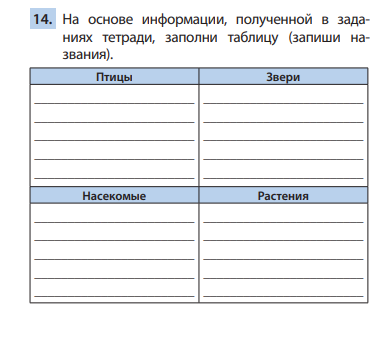 14. На основе информации, полученной в зада-
ниях тетради, заполни таблицу (запиши на-
звания).
Птицы Звери
Насекомые Растения